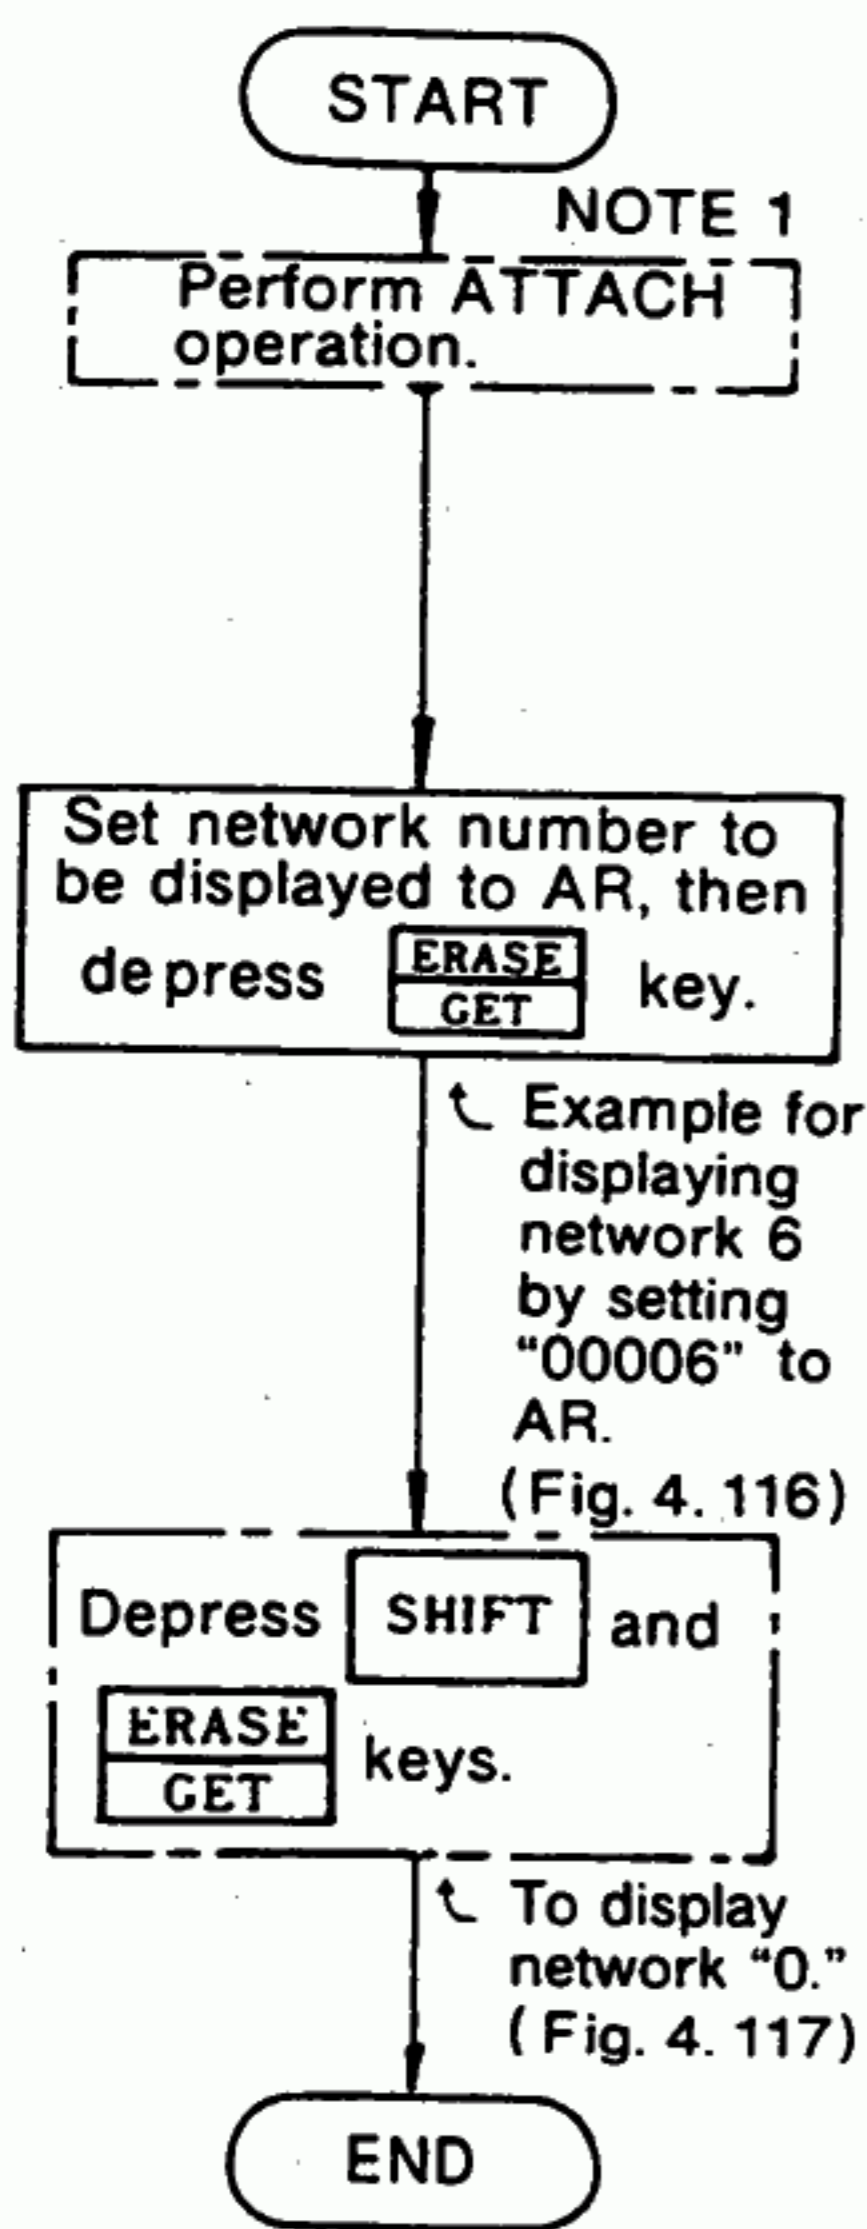 START
NOTE 1
Perform ATTACH
operation.
Set network number to
be displayed to AR, then
depress ERASE key.
GET
Example for
displaying
network 6
by setting
“00006” to
AR.
(Fig. 4. 116)
Depress SHIFT and
ERASE
GET
keys.
To display
network “0.”
(Fig. 4. 117)
END